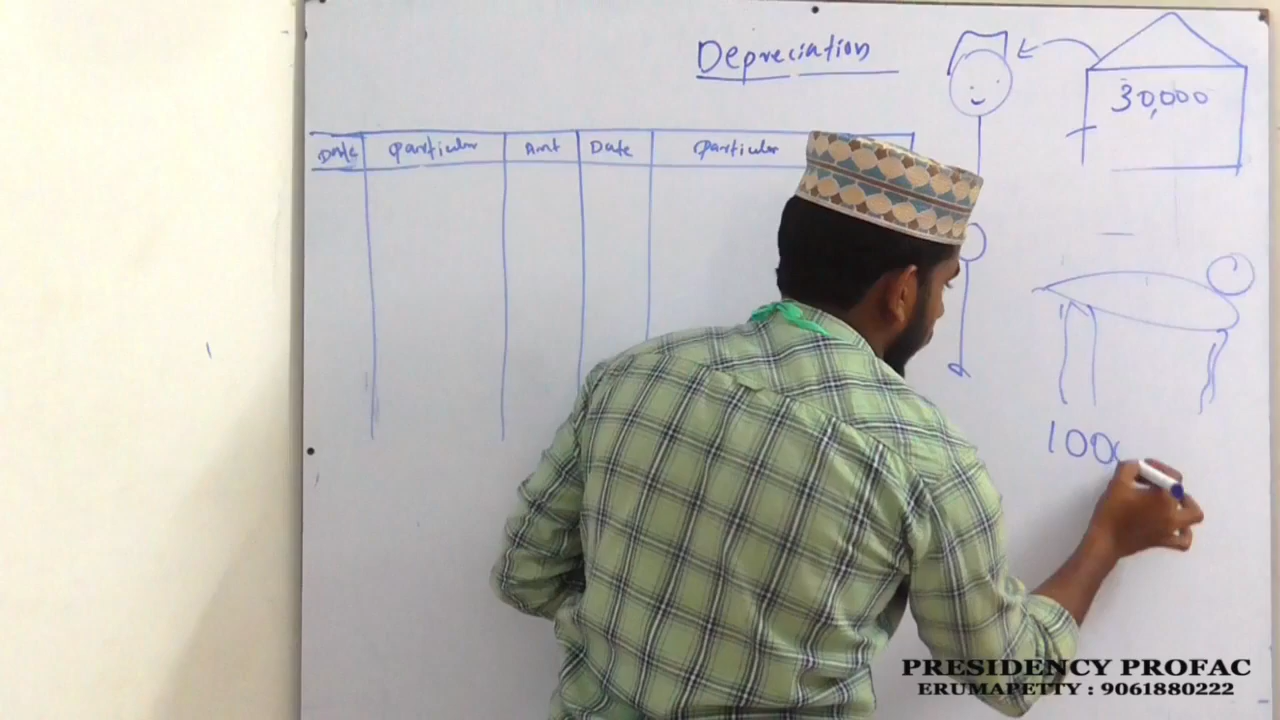 Depreciation
30,000
Date Particular Amt Date Particular
100
PRESIDENCY PROFAC
ERUMAPETTY : 9061880222